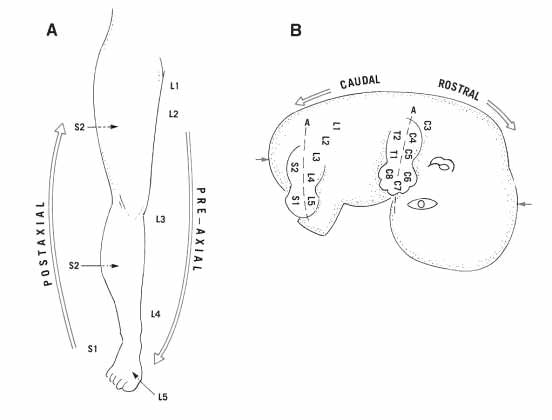 A
B
CAUDAL
ROSTRAL
L1
L2
S2
POSTAXIAL
PRE-AXIAL
L3
S2
L4
S1
L5
A
L1
L2
L3
S2
L4
S1
L5
A
C3
T2
C4
T1
C5
C8
C6
C7